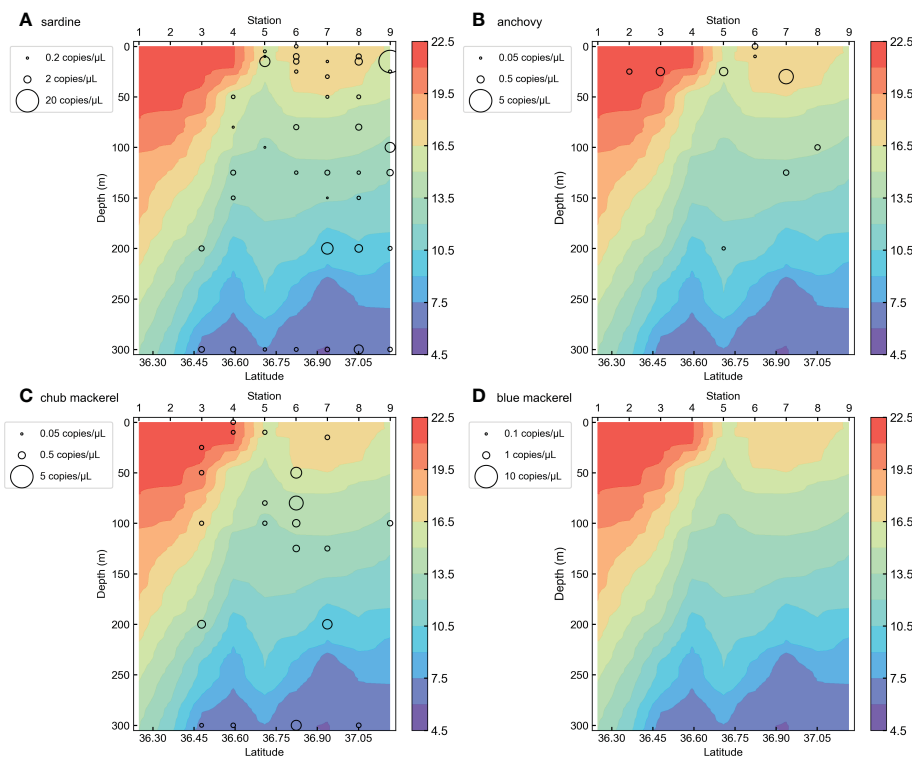 A sardine
Station
1 2 3 4 5 6 7 8 9
0.2 copies/μL
2 copies/μL
20 copies/μL
0
50
100
150
200
250
300
Depth (m)
36.30 36.45 36.60 36.75 36.90 37.05
Latitude
22.5
19.5
16.5
13.5
10.5
7.5
4.5
B anchovy
Station
1 2 3 4 5 6 7 8 9
0.05 copies/μL
0.5 copies/μL
5 copies/μL
0
50
100
150
200
250
300
Depth (m)
36.30 36.45 36.60 36.75 36.90 37.05
Latitude
22.5
19.5
16.5
13.5
10.5
7.5
4.5
C chub mackerel
Station
1 2 3 4 5 6 7 8 9
0.05 copies/μL
0.5 copies/μL
5 copies/μL
0
50
100
150
200
250
300
Depth (m)
36.30 36.45 36.60 36.75 36.90 37.05
Latitude
22.5
19.5
16.5
13.5
10.5
7.5
4.5
D blue mackerel
Station
1 2 3 4 5 6 7 8 9
0.1 copies/μL
1 copies/μL
10 copies/μL
0
50
100
150
200
250
300
Depth (m)
36.30 36.45 36.60 36.75 36.90 37.05
Latitude
22.5
19.5
16.5
13.5
10.5
7.5
4.5